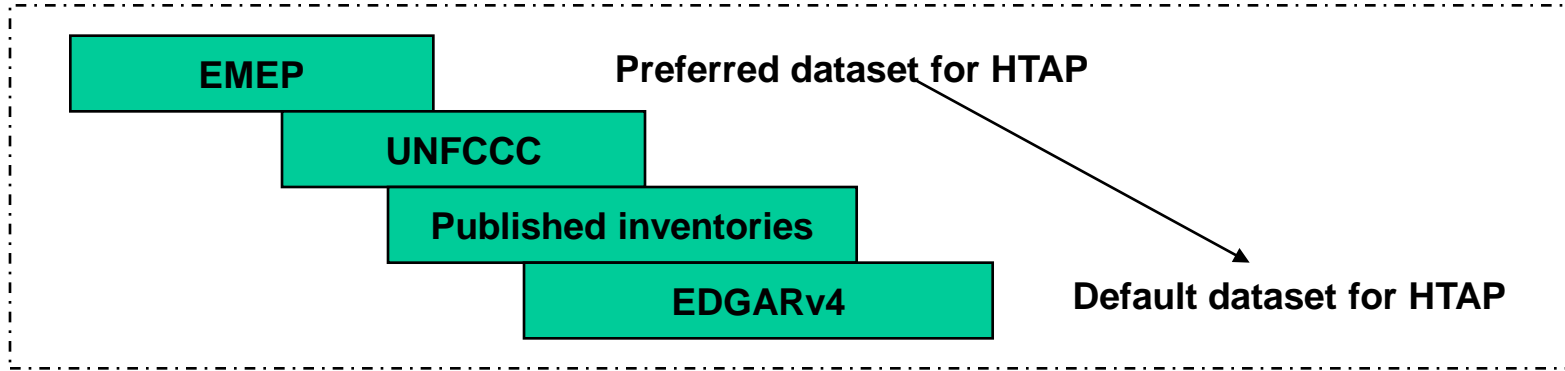 EMEP
Preferred dataset for HTAP
UNFCCC
Published inventories
EDGARv4
Default dataset for HTAP